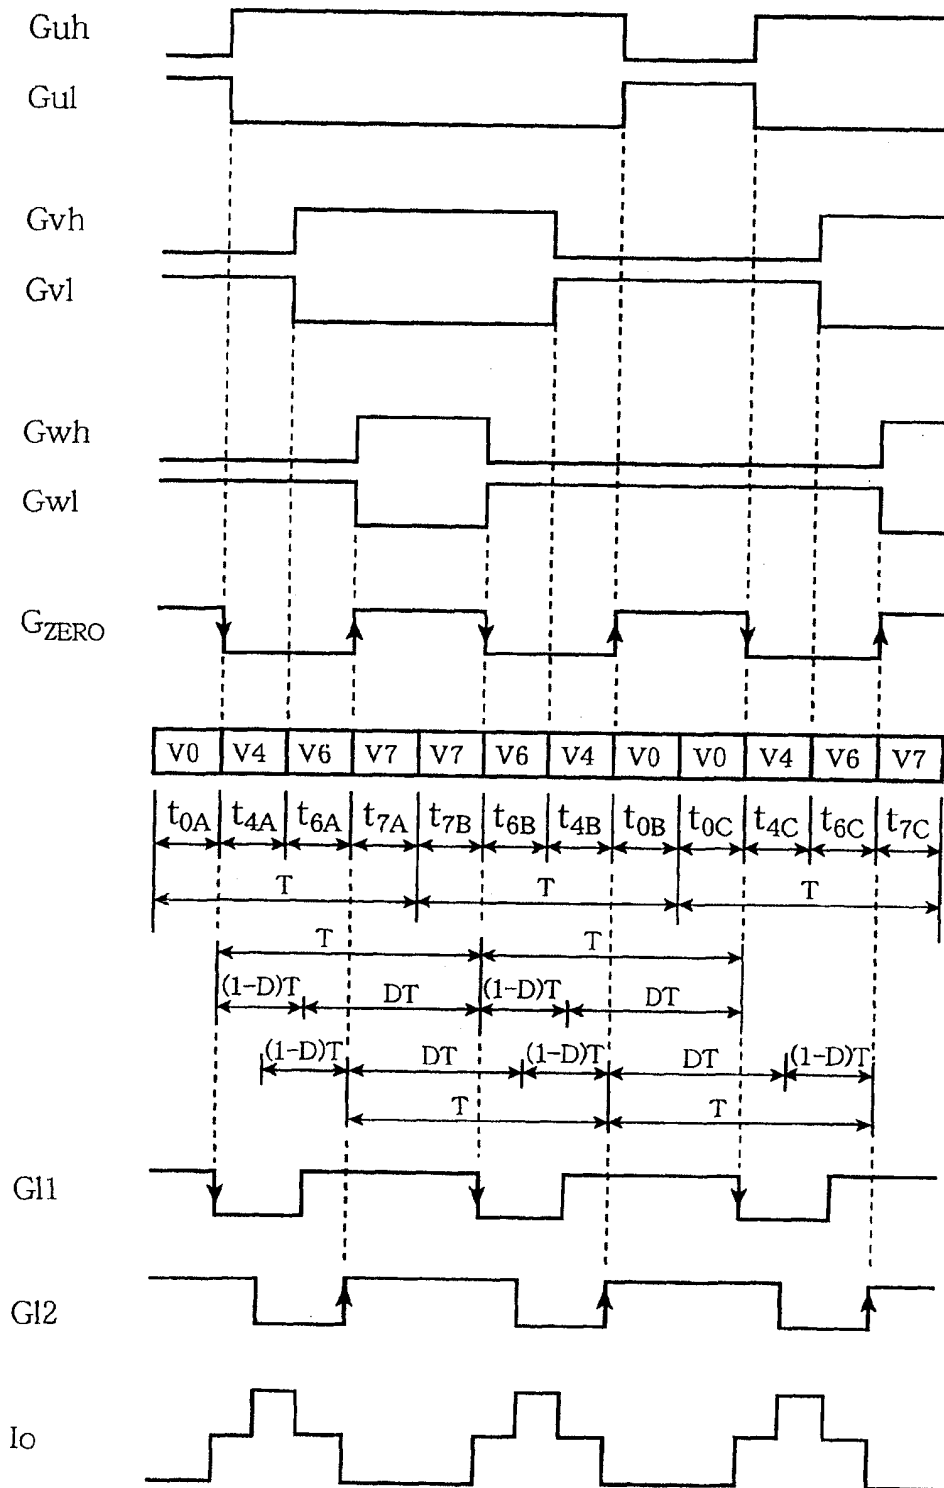 Guh
Gul
Gvh
Gvl
Gwh
Gwl
GZERO
V0 V4 V6 V7 V7 V6 V4 V0 V0 V4 V6 V7
t0A t4A t6A t7A t7B t6B t4B t0B t0C t4C t6C t7C
T T T
T T
(1-D)T DT (1-D)T DT
(1-D)T DT (1-D)T DT (1-D)T
T T
Gl1
Gl2
Io